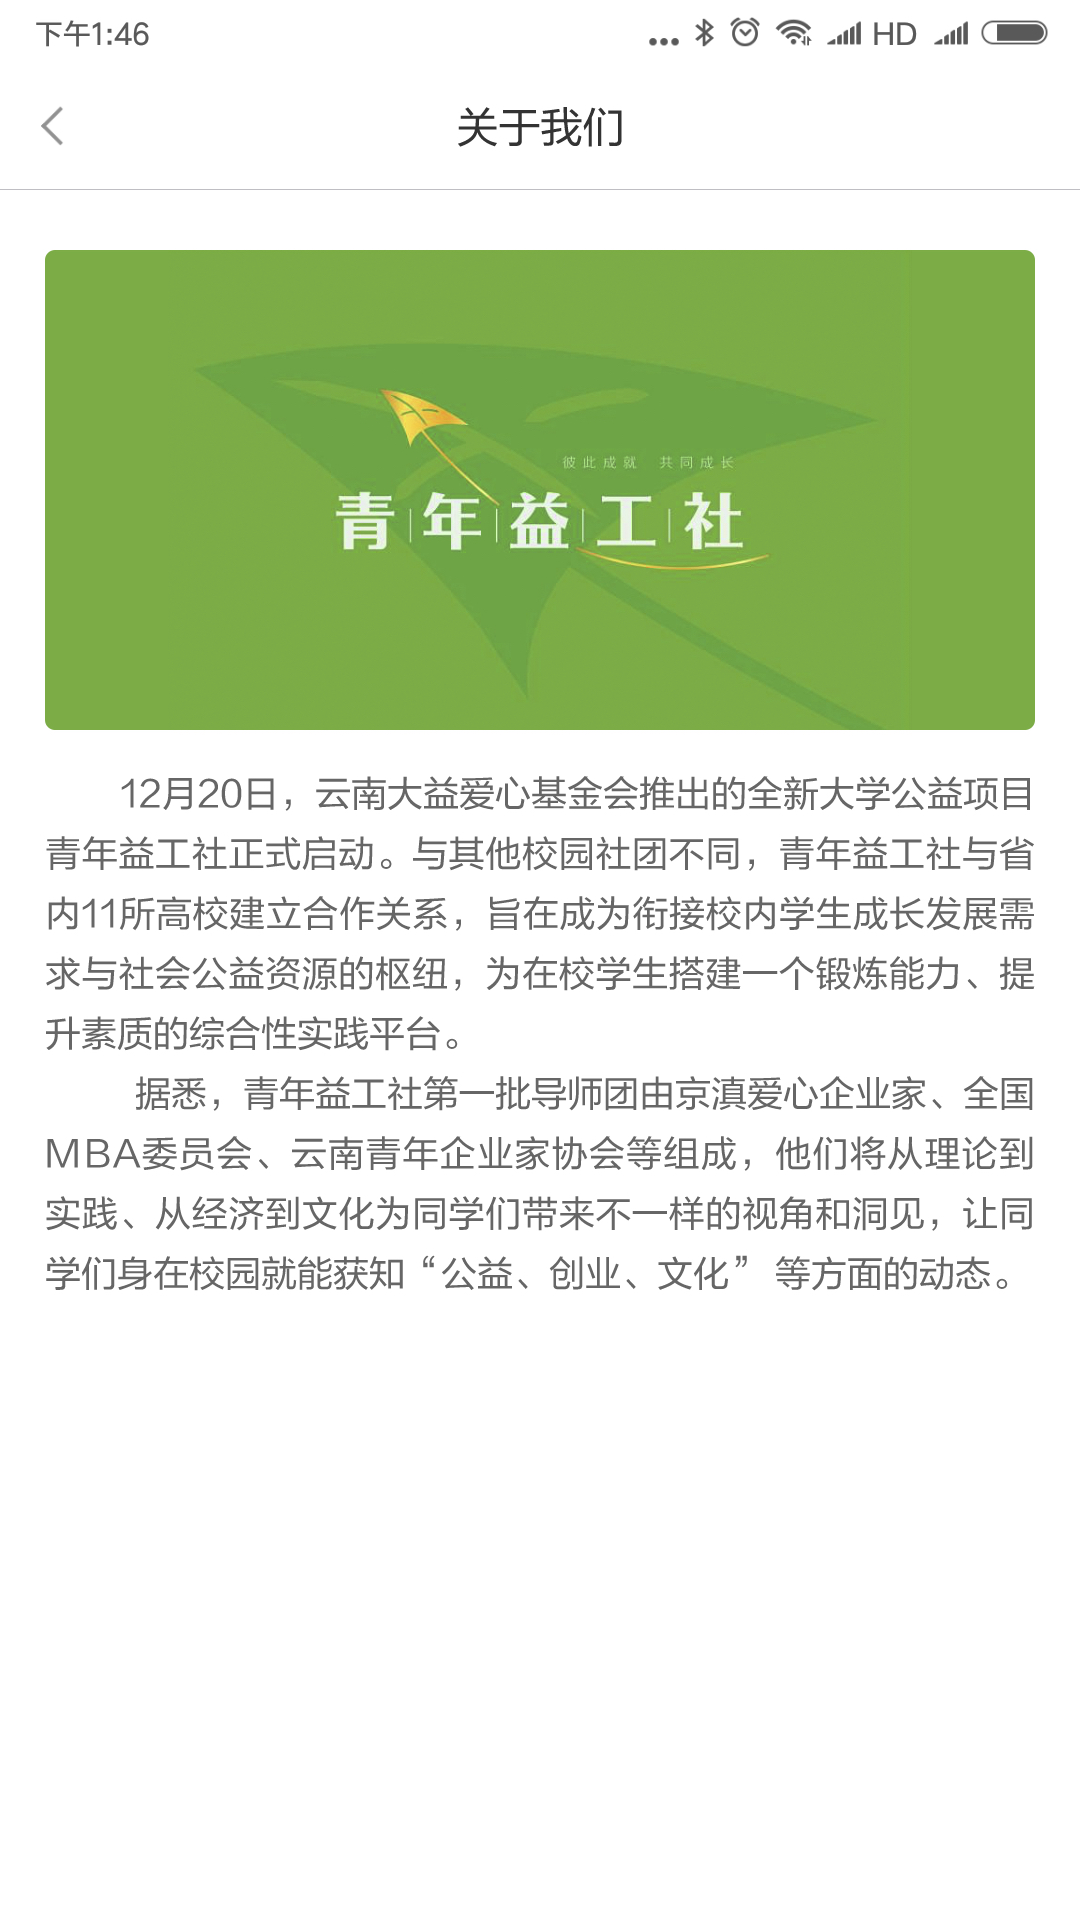 下午1:46
HD
关于我们
彼此成就 共同成长
青年益工社
12月20日，云南大益爱心基金会推出的全新大学公益项目
青年益工社正式启动。与其他校园社团不同，青年益工社与省
内11所高校建立合作关系，旨在成为衔接校内学生成长发展需
求与社会公益资源的枢纽，为在校学生搭建一个锻炼能力、提
升素质的综合性实践平台。
据悉，青年益工社第一批导师团由京滇爱心企业家、全国
MBA委员会、云南青年企业家协会等组成，他们将从理论到
实践、从经济到文化为同学们带来不一样的视角和洞见，让同
学们身在校园就能获知“公益、创业、文化” 等方面的动态。